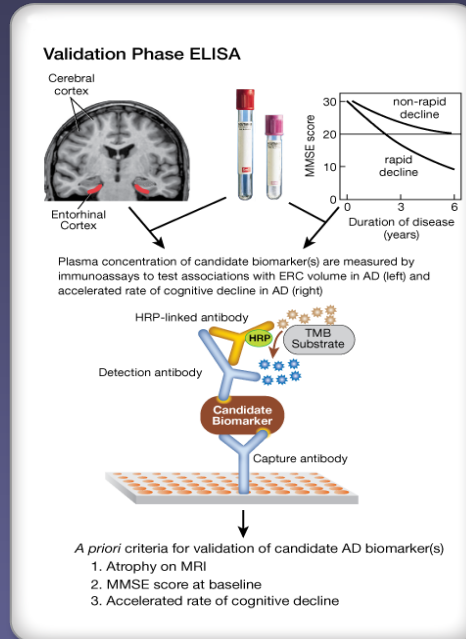 Validation Phase ELISA
Cerebral
cortex
Entorhinal
Cortex
MMSE score
30
20
10
0
0
3
6
non-rapid
decline
rapid
decline
Duration of disease
(years)
Plasma concentration of candidate biomarker(s) are measured by
immunoassays to test associations with ERC volume in AD (left) and
accelerated rate of cognitive decline in AD (right)
HRP-linked antibody
HRP
TMB
Substrate
Detection antibody
Candidate
Biomarker
Capture antibody
A priori criteria for validation of candidate AD biomarker(s)
1. Atrophy on MRI
2. MMSE score at baseline
3. Accelerated rate of cognitive decline